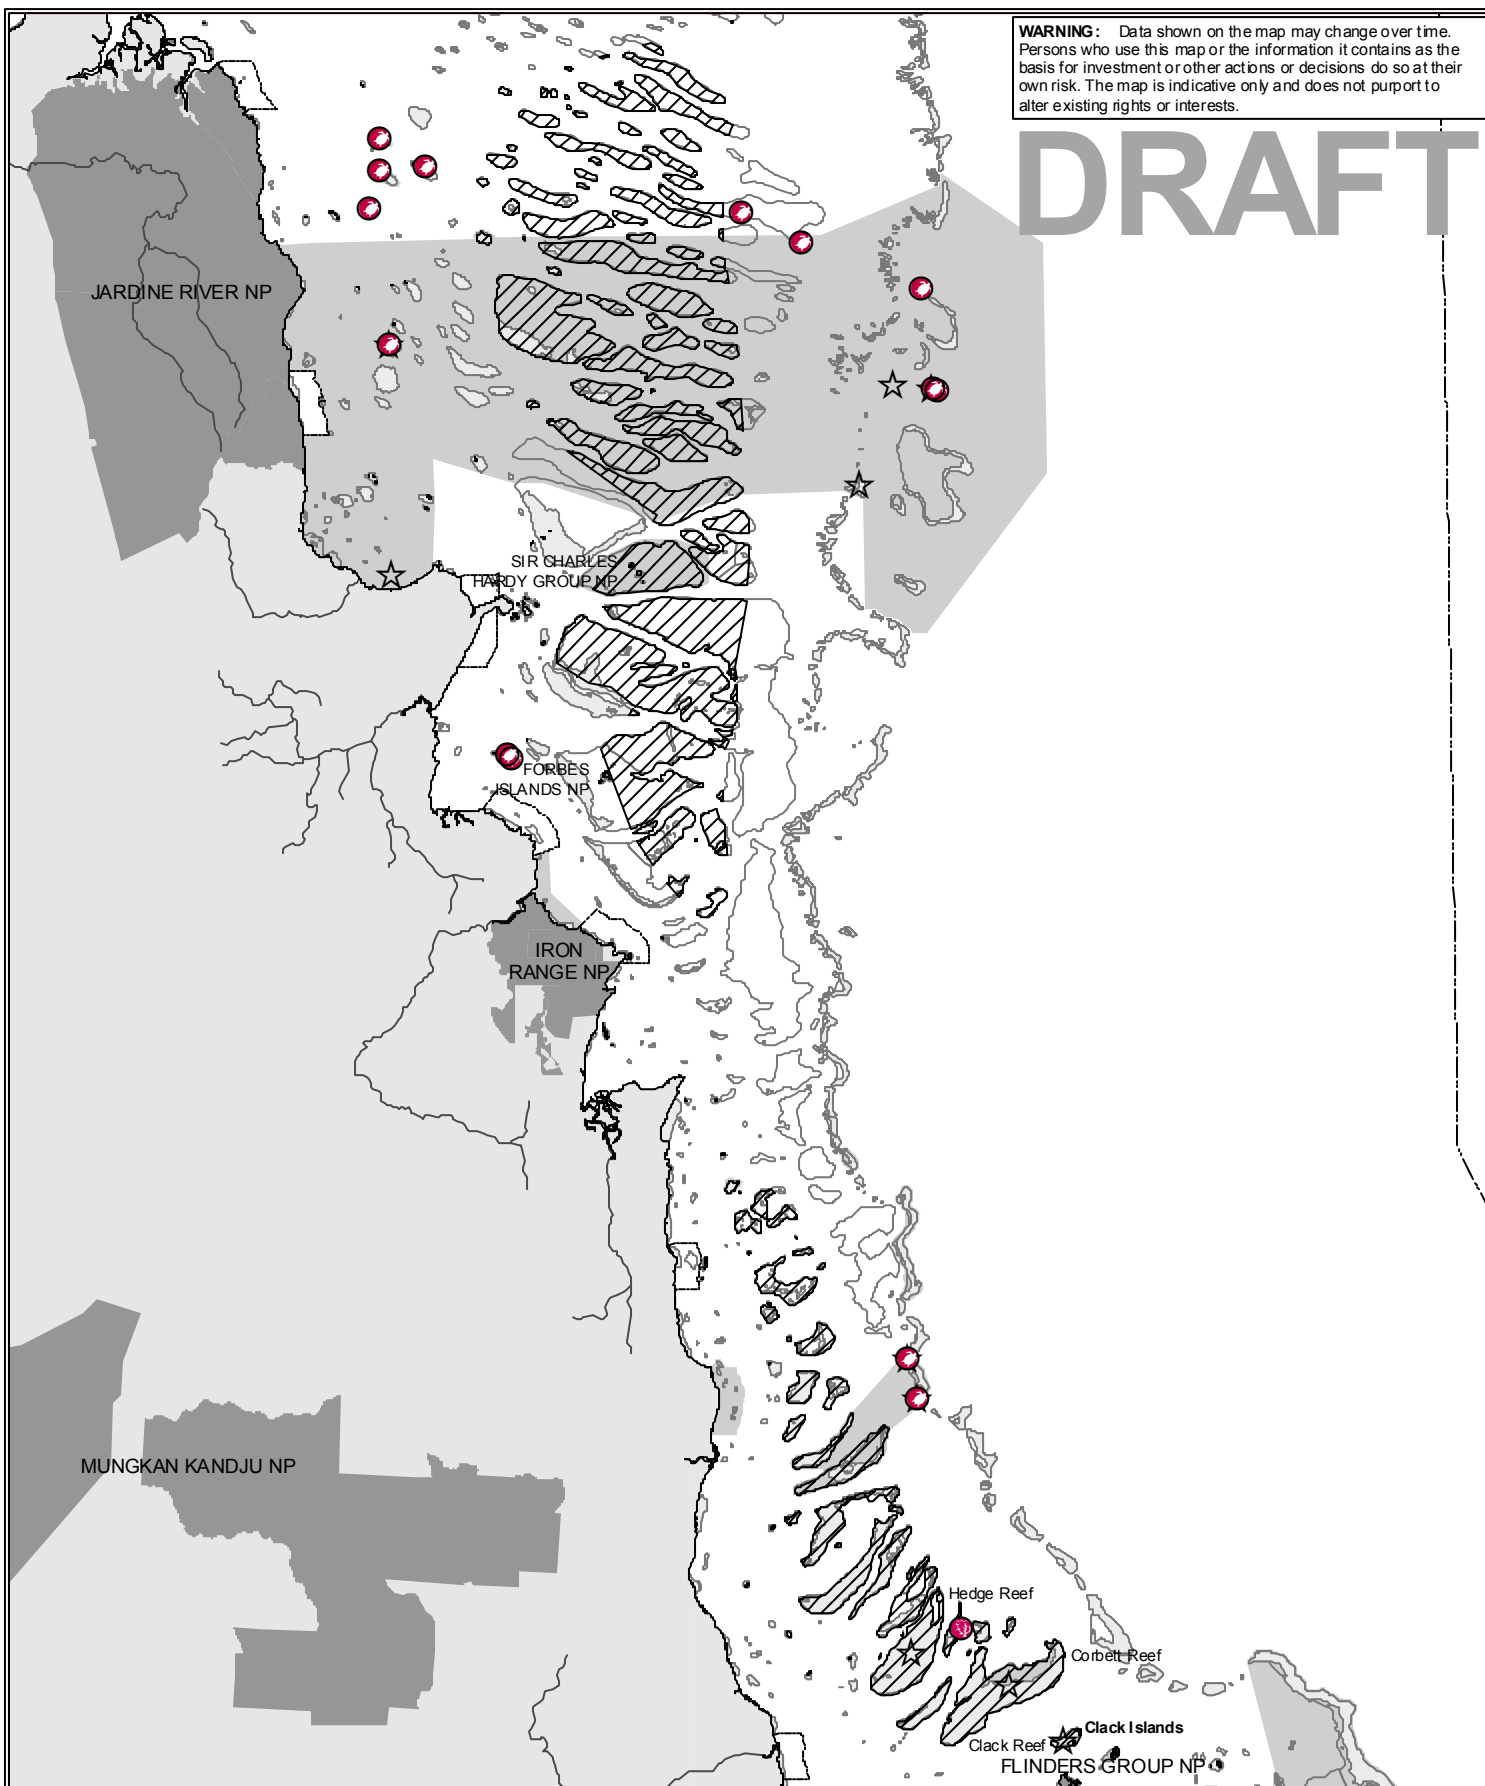 WARNING: Data shown on the map may change over time.
Persons who use this map or the information it contains as the
basis for investment or other actions or decisions do so at their
own risk. The map is indicative only and does not purport to
alter existing rights or interests.
DRAFT
JARDINE RIVER NP
SIR CHARLES
HARDY GROUP NP
FORBES
ISLANDS NP
IRON
RANGE NP
MUNGKAN KANDJU NP
Hedge Reef
Corbett Reef
Clack Islands
Clack Reef
FLINDERS GROUP NP